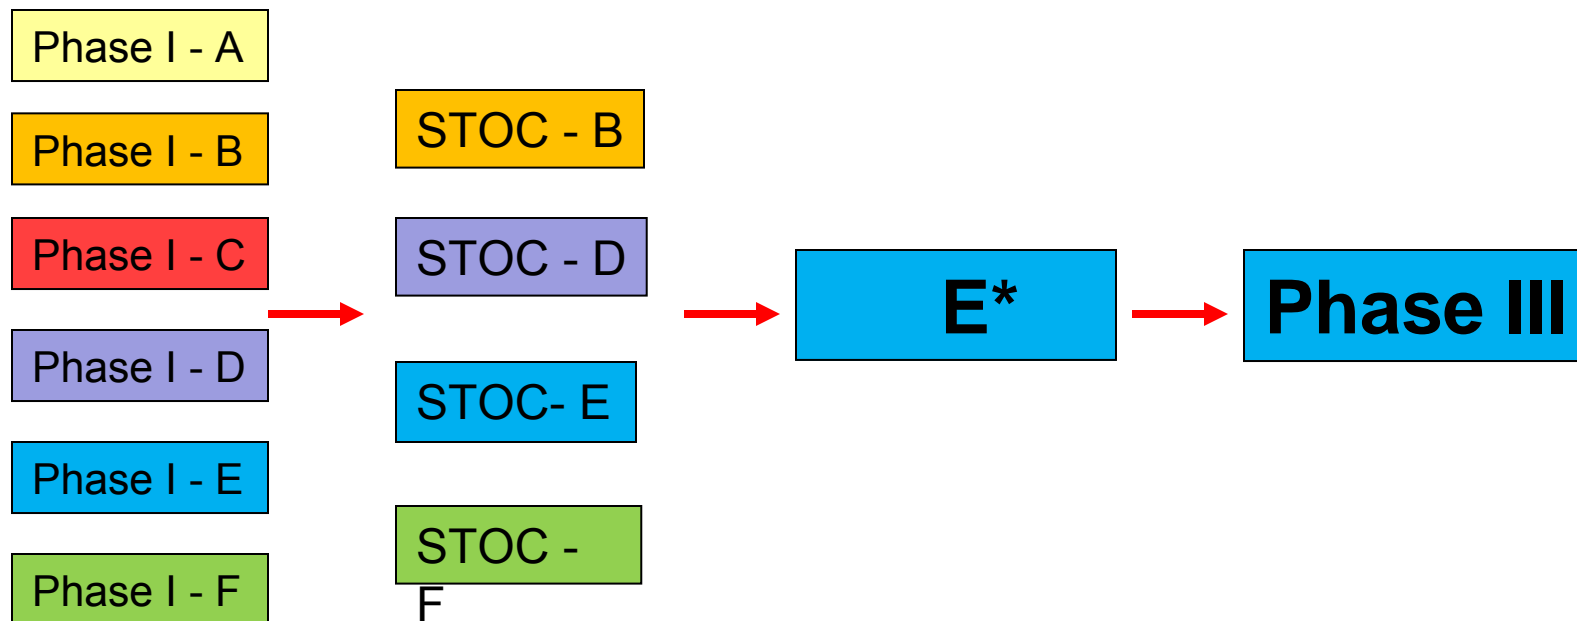 Phase I - A
Phase I - B
Phase I - C
Phase I - D
Phase I - E
Phase I - F
STOC - B
STOC - D
STOC- E
STOC -
F
E*
Phase III